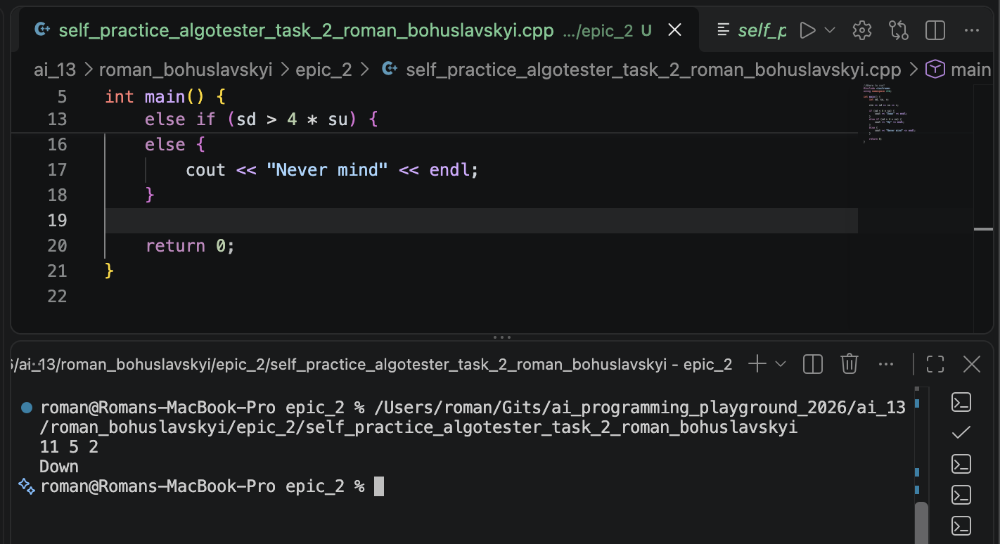 self_practice_algotester_task_2_roman_bohuslavskyi.cpp .../epic_2 U
self_p
ai_13 > roman_bohuslavskyi > epic_2 > self_practice_algotester_task_2_roman_bohuslavskyi.cpp > main
5 int main() {
13 else if (sd > 4 * su) {
16 else {
17 cout << "Never mind" << endl;
18 }
19
20 return 0;
21 }
22
/ai_13/roman_bohuslavskyi/epic_2/self_practice_algotester_task_2_roman_bohuslavskyi - epic_2
roman@Romans-MacBook-Pro epic_2 % /Users/roman/Gits/ai_programming_playground_2026/ai_13
/roman_bohuslavskyi/epic_2/self_practice_algotester_task_2_roman_bohuslavskyi
11 5 2
Down
roman@Romans-MacBook-Pro epic_2 %